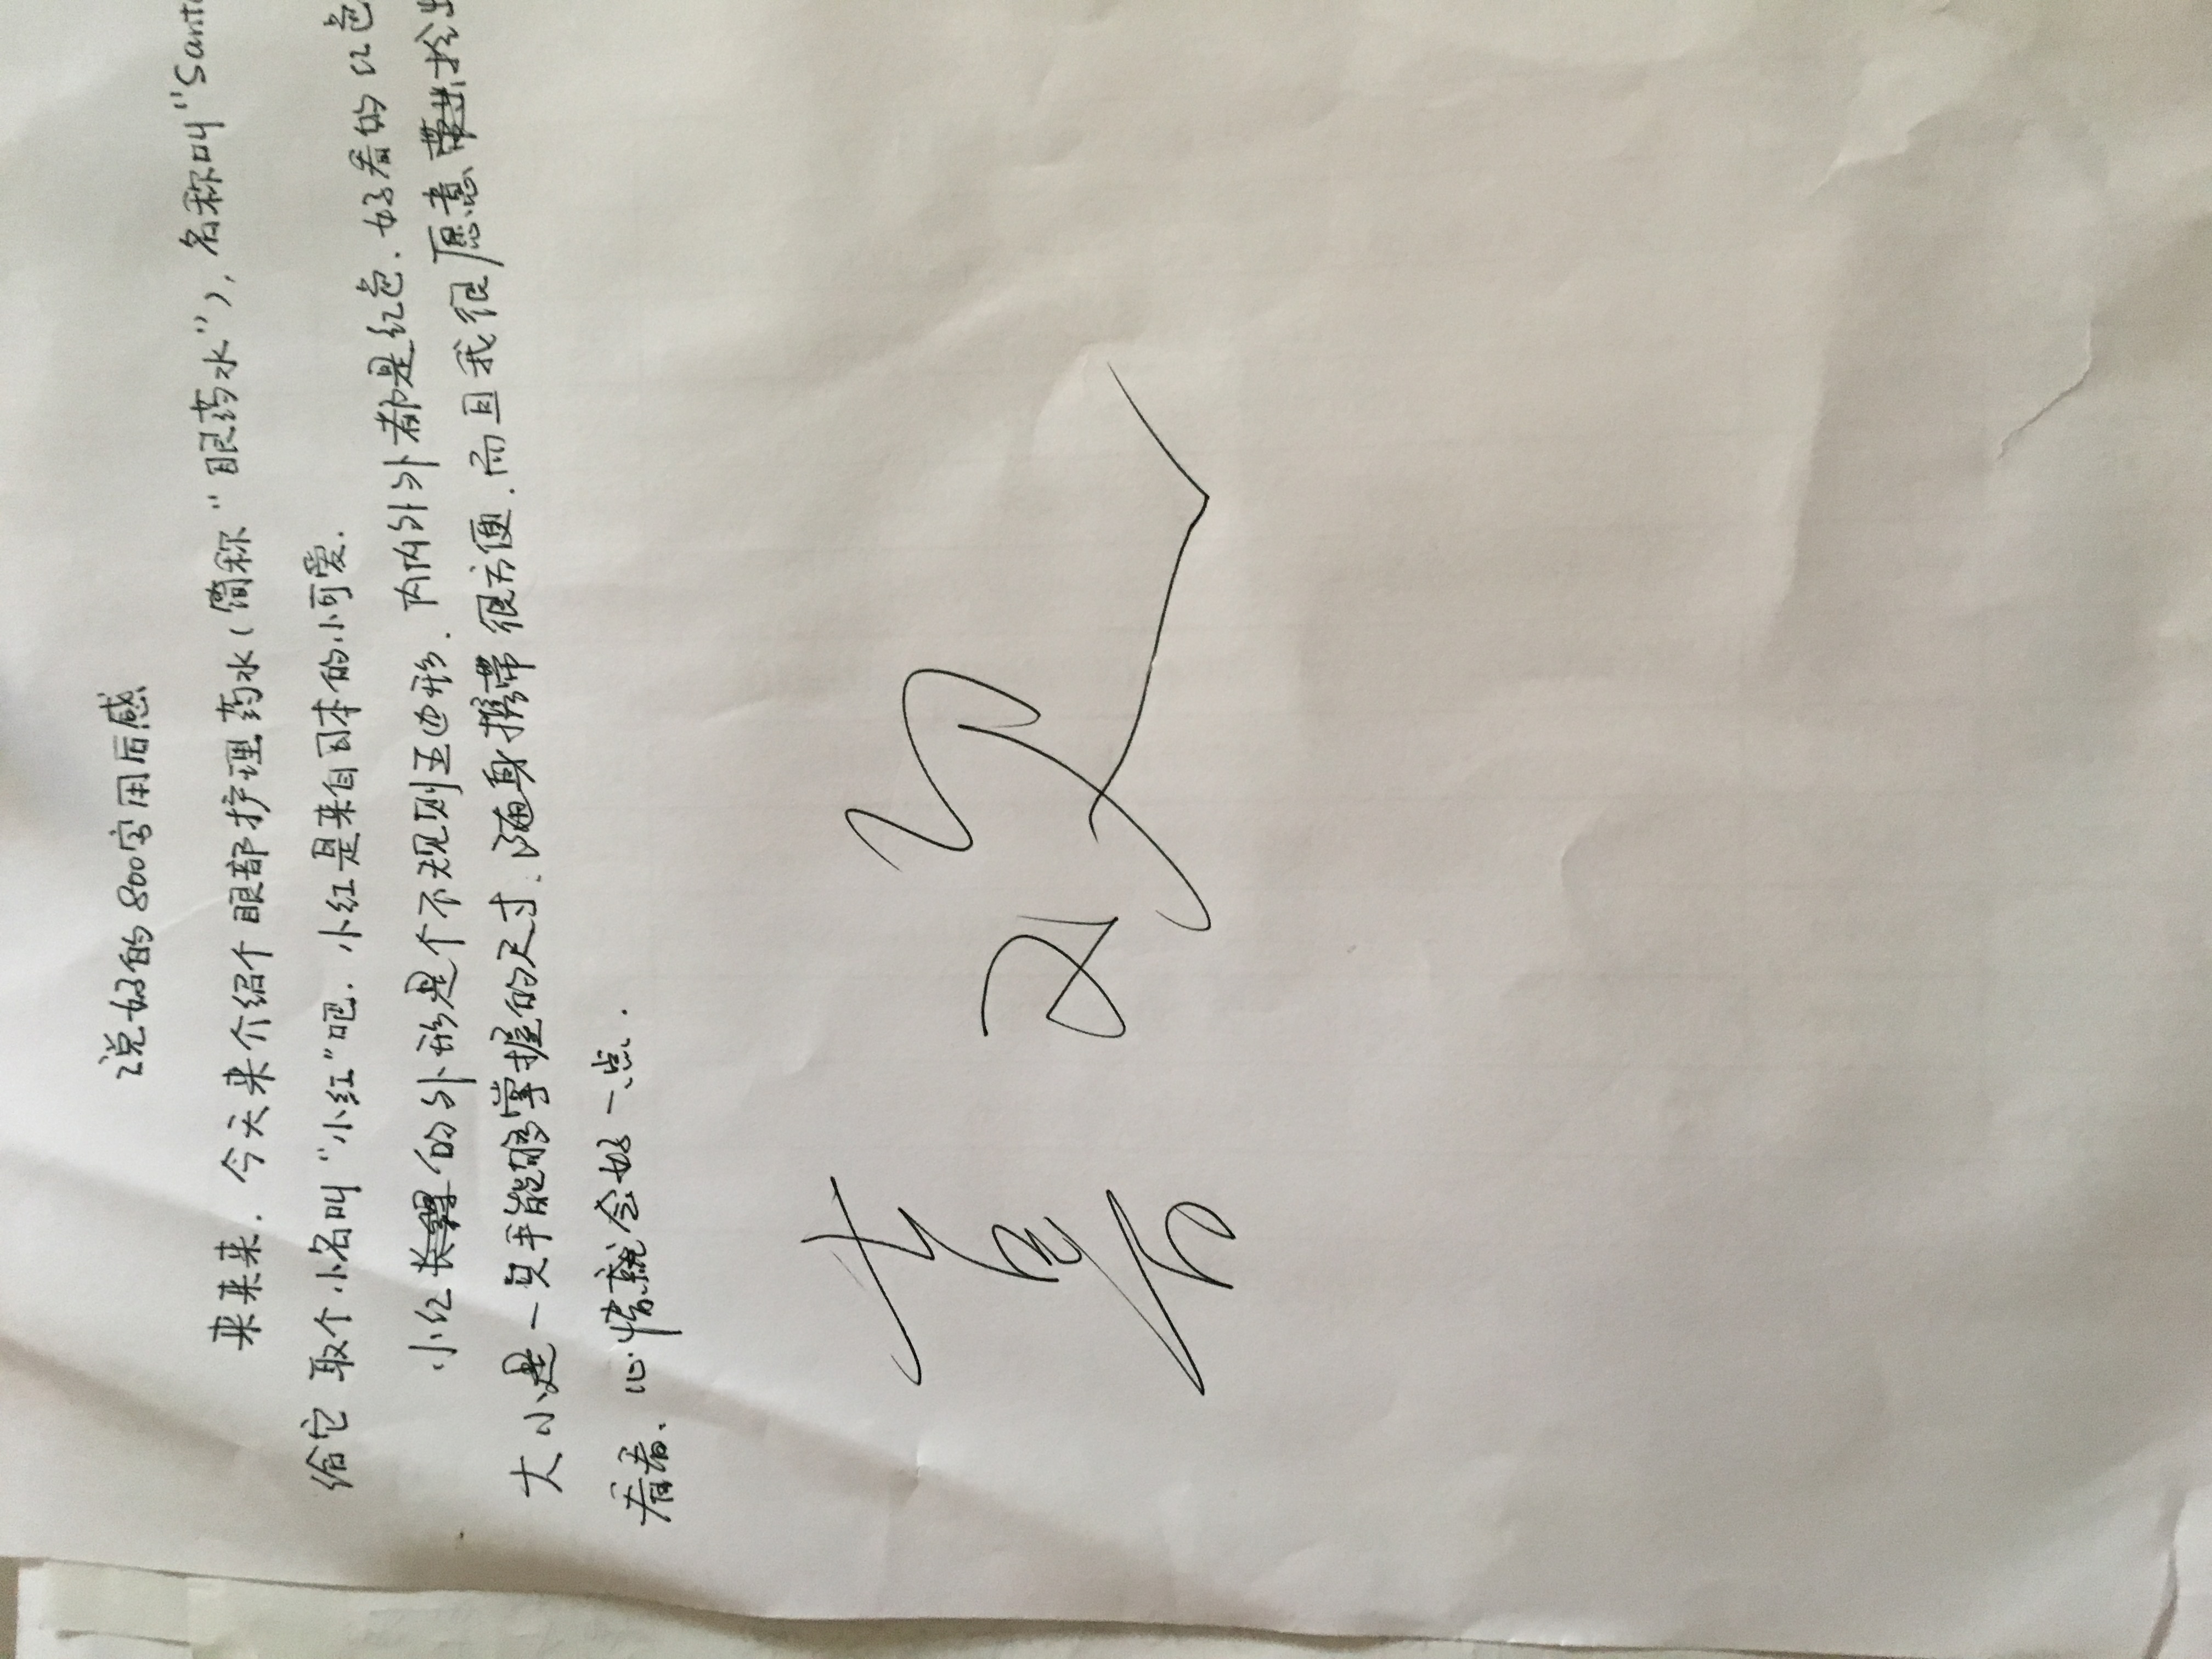 说好的800字用后感
来来来.今天来介绍个眼部护理药水(简称“眼药水”),名称叫“Sant
给它取个小名叫“小红”吧.小红是来自日本的小可爱.
小红的外形是个不规则五边形.内内外外都是红色.好看的红色
大小是一只手能够掌握的尺寸.随身携带很方便.而且我很愿意拎出
看看、心情就会好一点.
喜欢